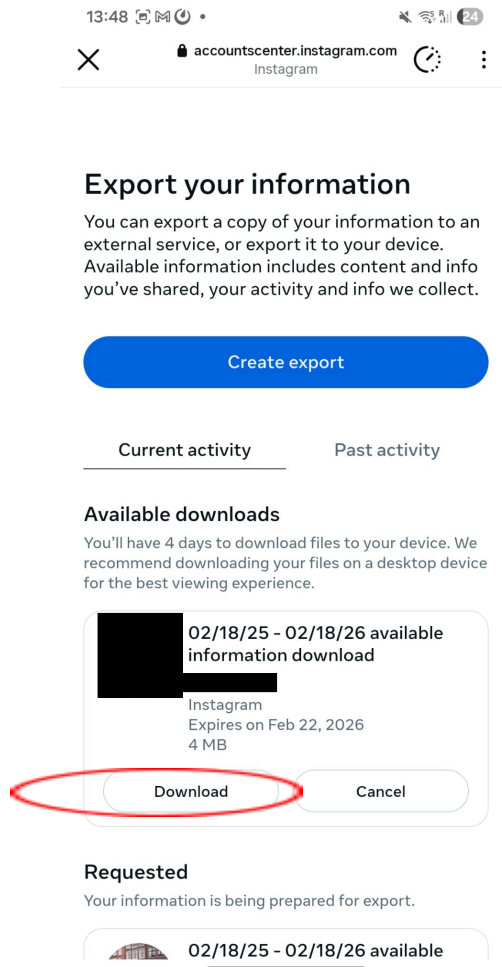 13:48
24
accountscenter.instagram.com
Instagram
Export your information
You can export a copy of your information to an
external service, or export it to your device.
Available information includes content and info
you've shared, your activity and info we collect.
Create export
Current activity
Past activity
Available downloads
You'll have 4 days to download files to your device. We
recommend downloading your files on a desktop device
for the best viewing experience.
02/18/25 - 02/18/26 available
information download
Instagram
Expires on Feb 22, 2026
4 MB
Download
Cancel
Requested
Your information is being prepared for export.
02/18/25 - 02/18/26 available